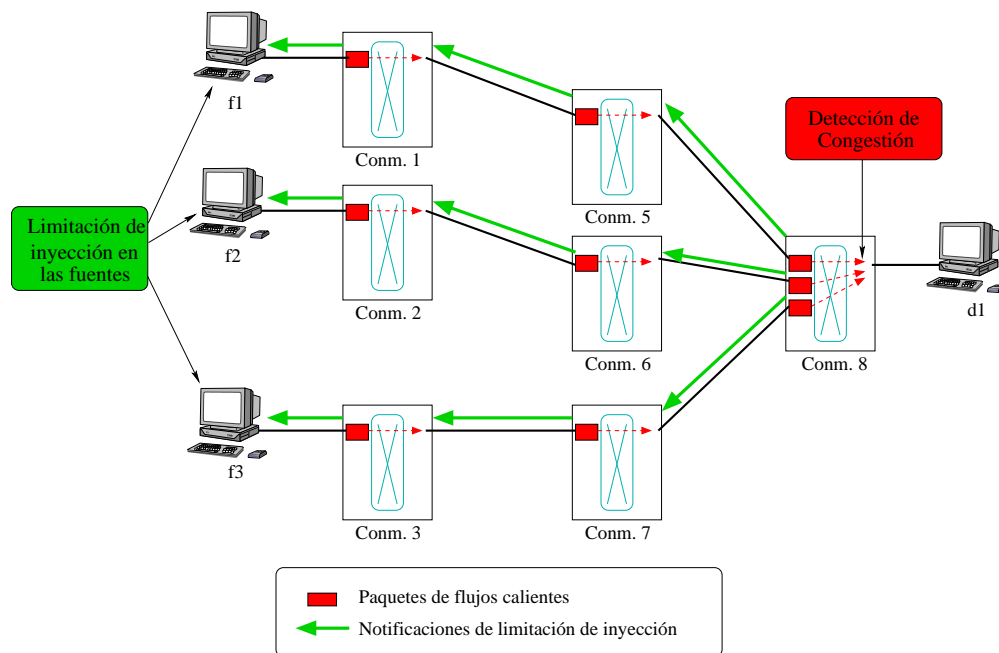 f1
Conm. 1
Detección de
Congestión
Conm. 5
f2
Limitación de
inyección en
las fuentes
Conm. 2
d1
Conm. 6
Conm. 8
f3
Conm. 3
Conm. 7
Paquetes de flujos calientes
Notificaciones de limitación de inyección